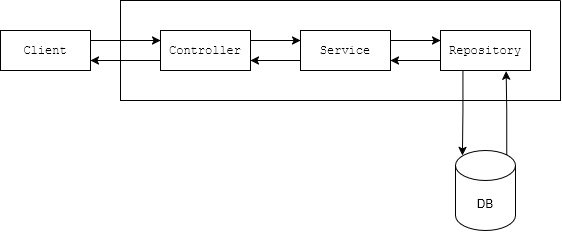 Client
Controller
Service
Repository
DB